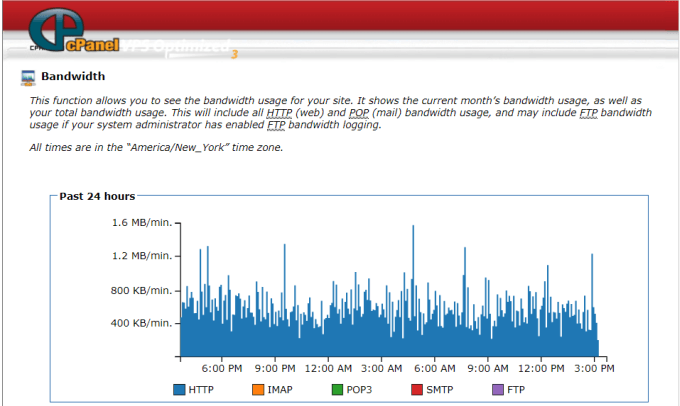 cPanel VPS Optimized 3
Bandwidth
This function allows you to see the bandwidth usage for your site. It shows the current month's bandwidth usage, as well as
your total bandwidth usage. This will include all HTTP (web) and POP (mail) bandwidth usage, and may include FTP bandwidth
usage if your system administrator has enabled FTP bandwidth logging.
All times are in the "America/New_York" time zone.
Past 24 hours
1.6 MB/min.
1.2 MB/min.
800 KB/min.
400 KB/min.
6:00 PM 9:00 PM 12:00 AM 3:00 AM 6:00 AM 9:00 AM 12:00 PM 3:00 PM
HTTP IMAP POP3 SMTP FTP